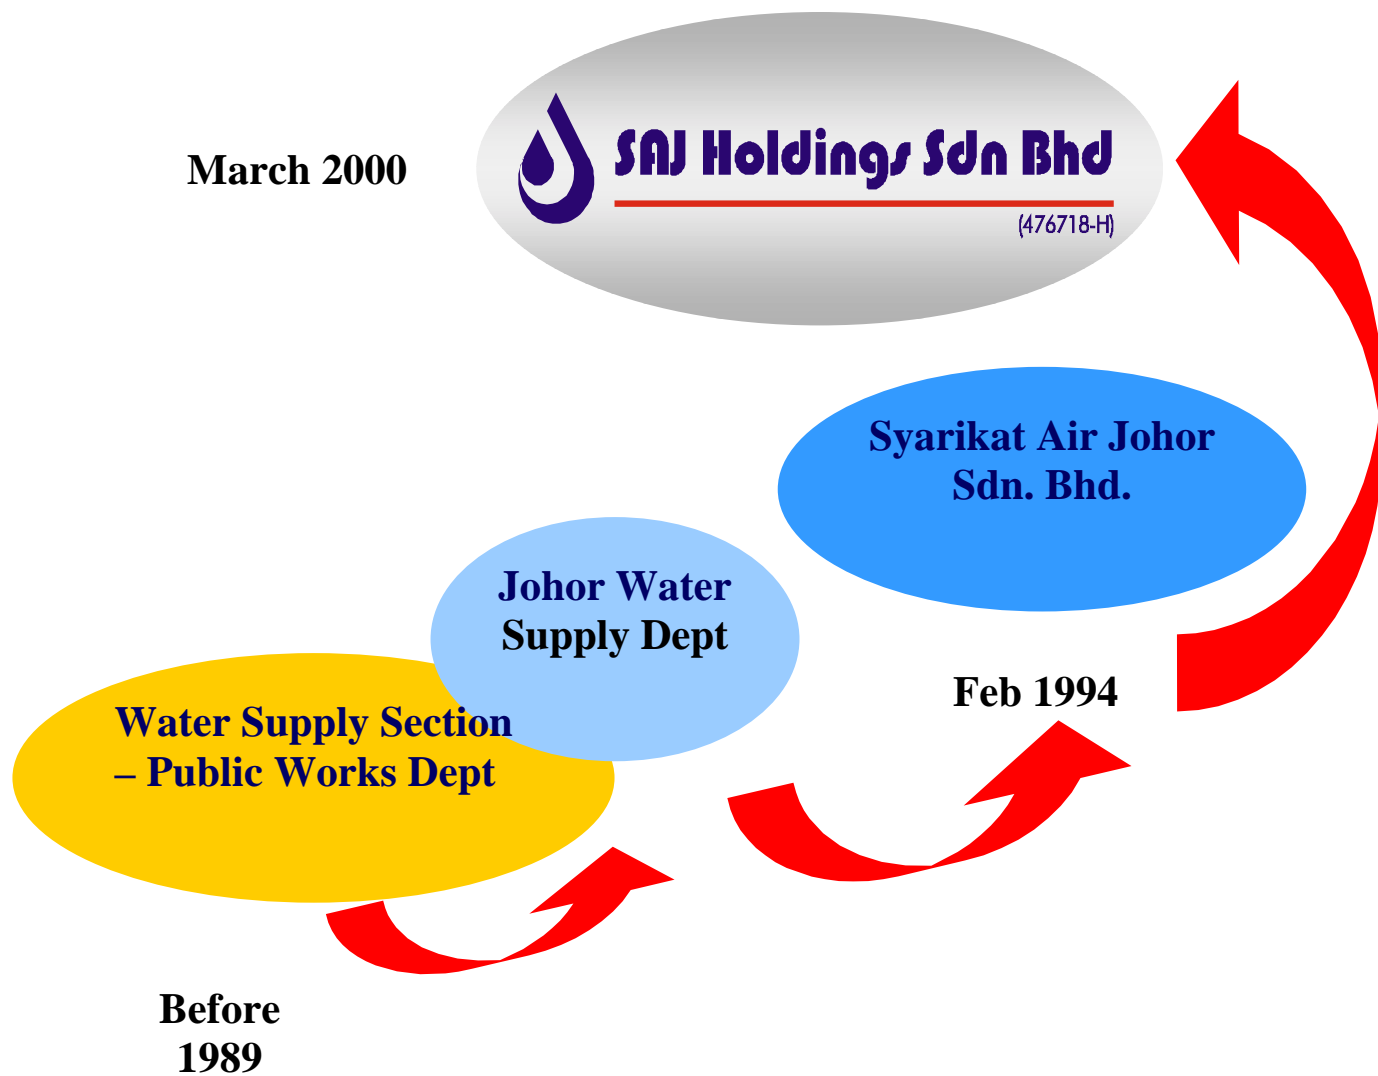 March 2000
SAJ Holdings Sdn Bhd
(476718-H)
Syarikat Air Johor
Sdn. Bhd.
Johor Water
Supply Dept
Feb 1994
Water Supply Section
– Public Works Dept
Before
1989